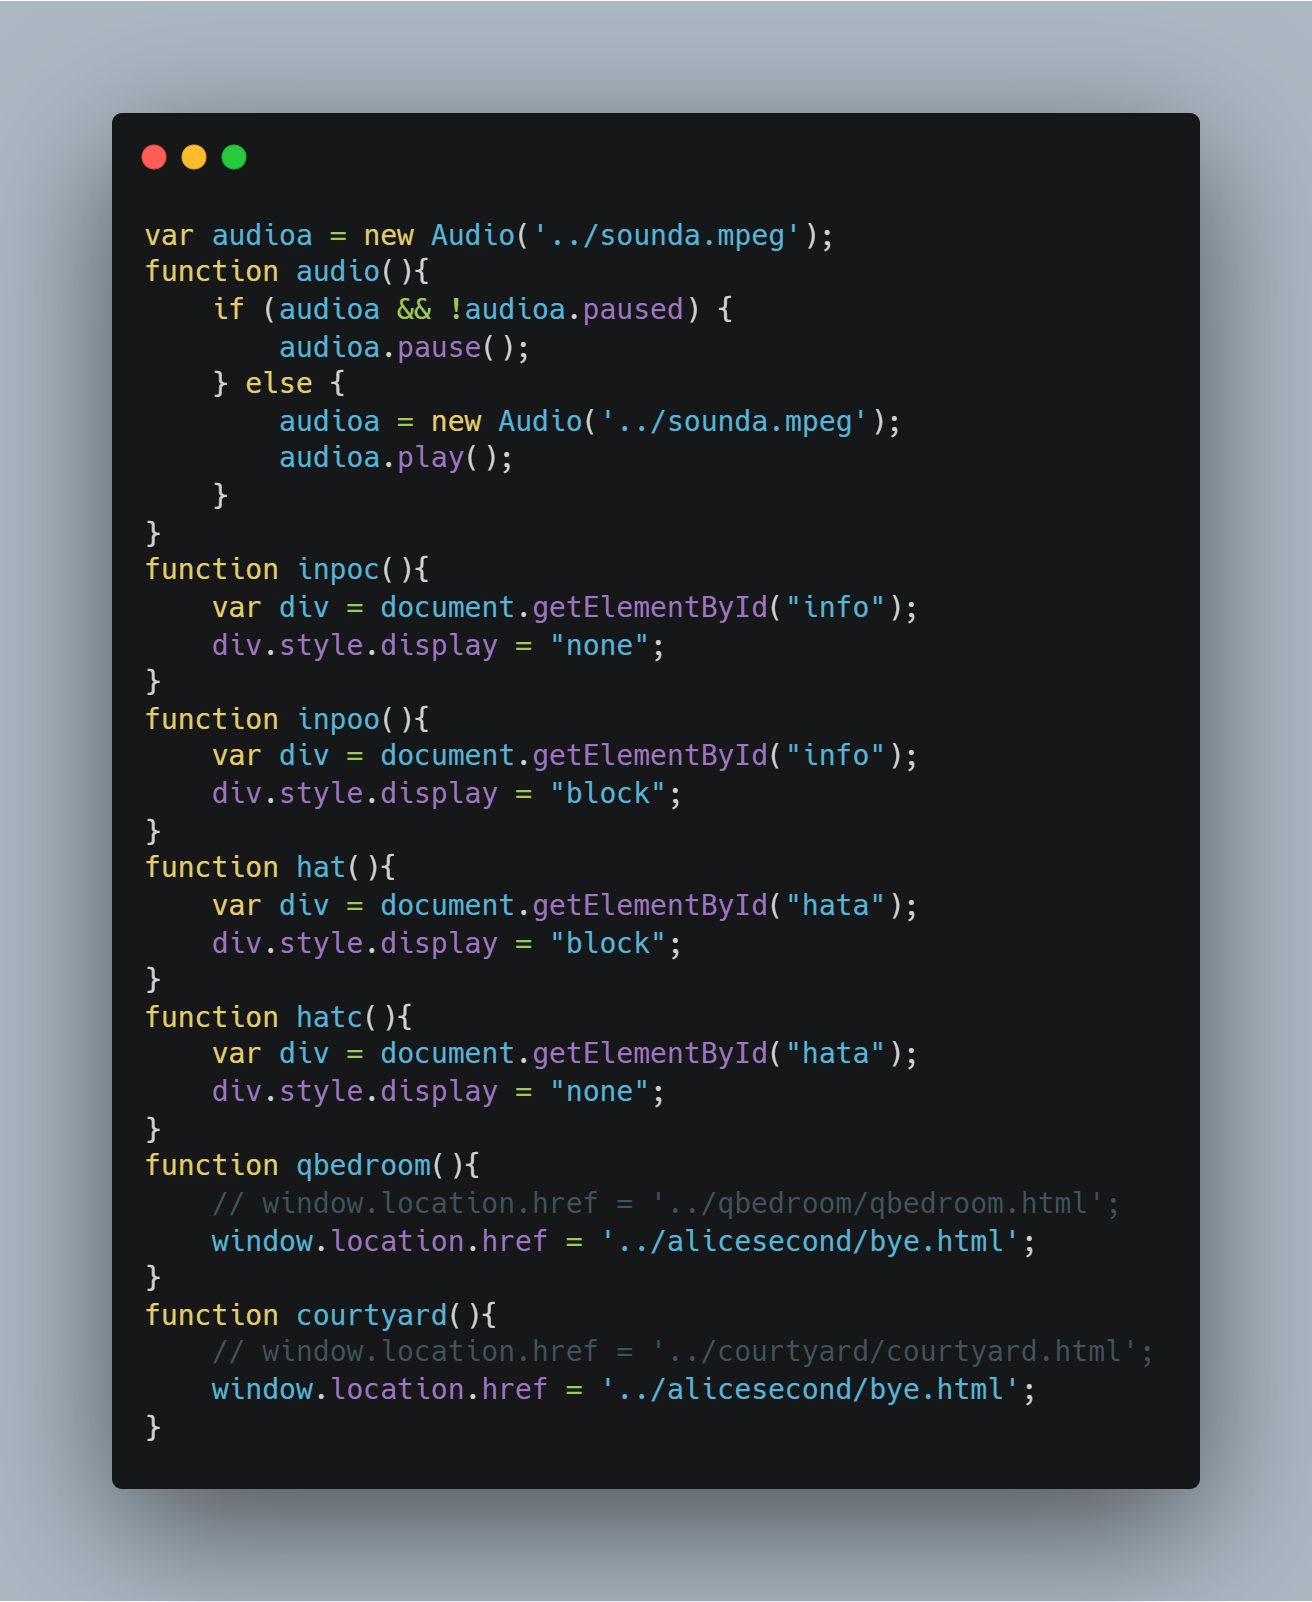 var audioa = new Audio('../sounda.mpeg');
function audio(){
    if (audioa && !audioa.paused) {
        audioa.pause();
    } else {
        audioa = new Audio('../sounda.mpeg');
        audioa.play();
    }
}
function inpoc(){
    var div = document.getElementById("info");
    div.style.display = "none";
}
function inpoo(){
    var div = document.getElementById("info");
    div.style.display = "block";
}
function hat(){
    var div = document.getElementById("hata");
    div.style.display = "block";
}
function hatc(){
    var div = document.getElementById("hata");
    div.style.display = "none";
}
function qbedroom(){
    // window.location.href = '../qbedroom/qbedroom.html';
    window.location.href = '../alicesecond/bye.html';
}
function courtyard(){
    // window.location.href = '../courtyard/courtyard.html';
    window.location.href = '../alicesecond/bye.html';
}